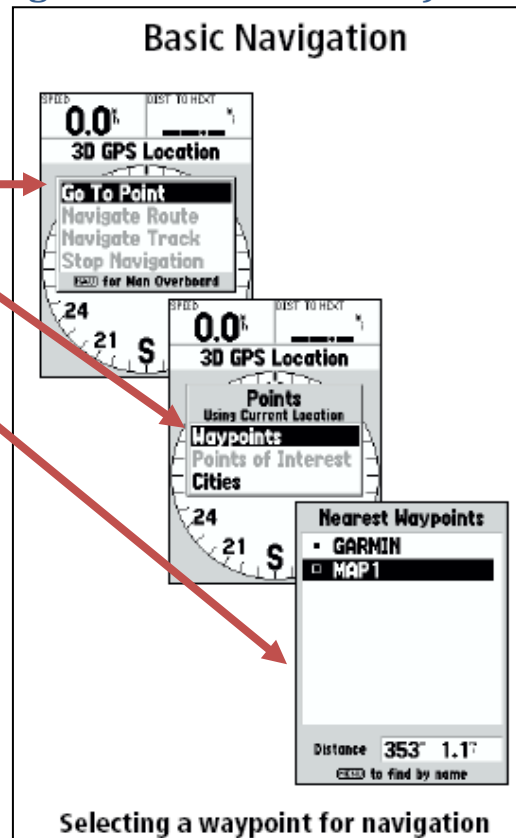 Basic Navigation
SPEED DIST TO NEXT
0.0 __._
3D GPS Location
Go To Point
Navigate Route
Navigate Track
Stop Navigation
for Man Overboard
24
21 S
SPEED DIST TO NEXT
0.0 __._
3D GPS Location
Points
Using Current Location
Waypoints
Points of Interest
Cities
24
21 S
Nearest Waypoints
GARMIN
MAP1
Distance 353° 1.1
MENU to find by name
Selecting a waypoint for navigation